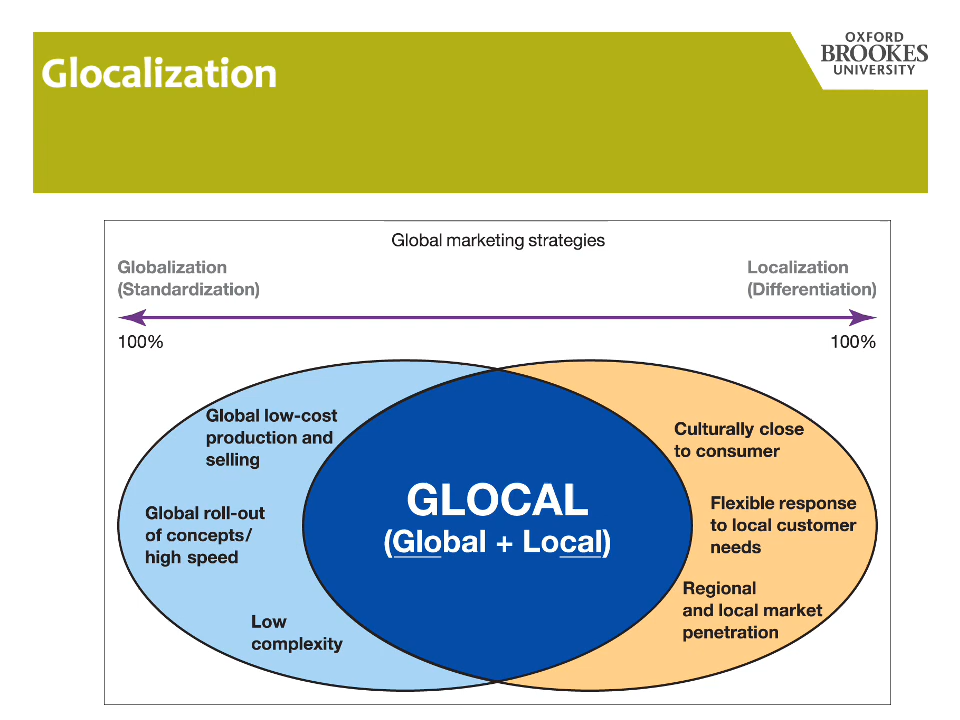 Glocalization
OXFORD
BROOKES
UNIVERSITY
Global marketing strategies
Globalization
(Standardization)
Localization
(Differentiation)
100%
100%
Global low-cost
production and
selling
Global roll-out
of concepts/
high speed
Low
complexity
GLOCAL
(Global + Local)
Culturally close
to consumer
Flexible response
to local customer
needs
Regional
and local market
penetration